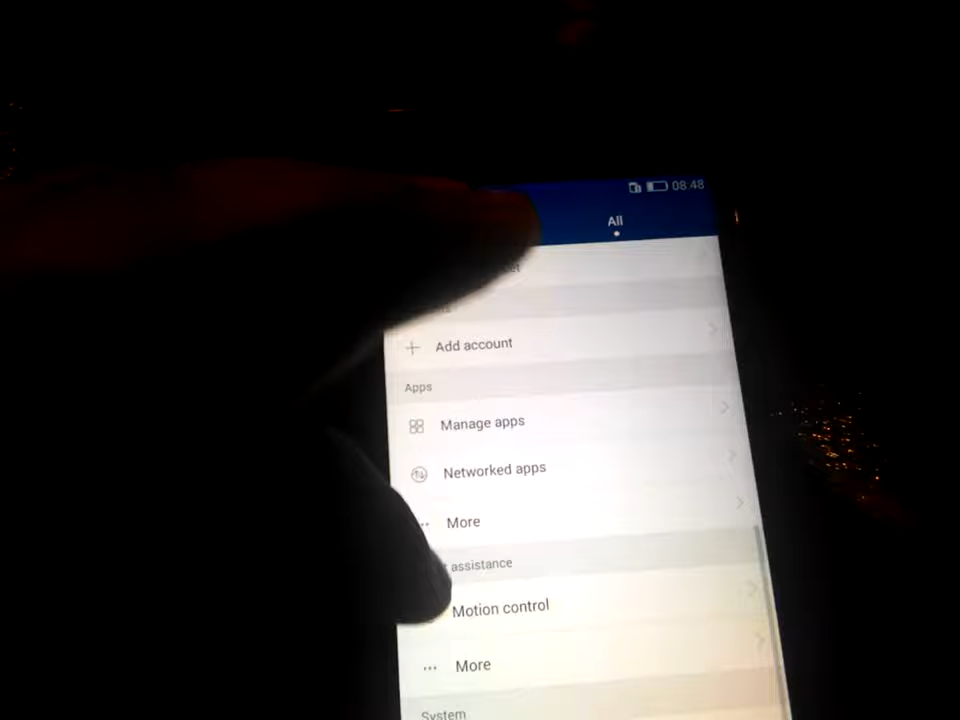 08:48
All
Add account
Apps
Manage apps
Networked apps
More
assistance
Motion control
More
System